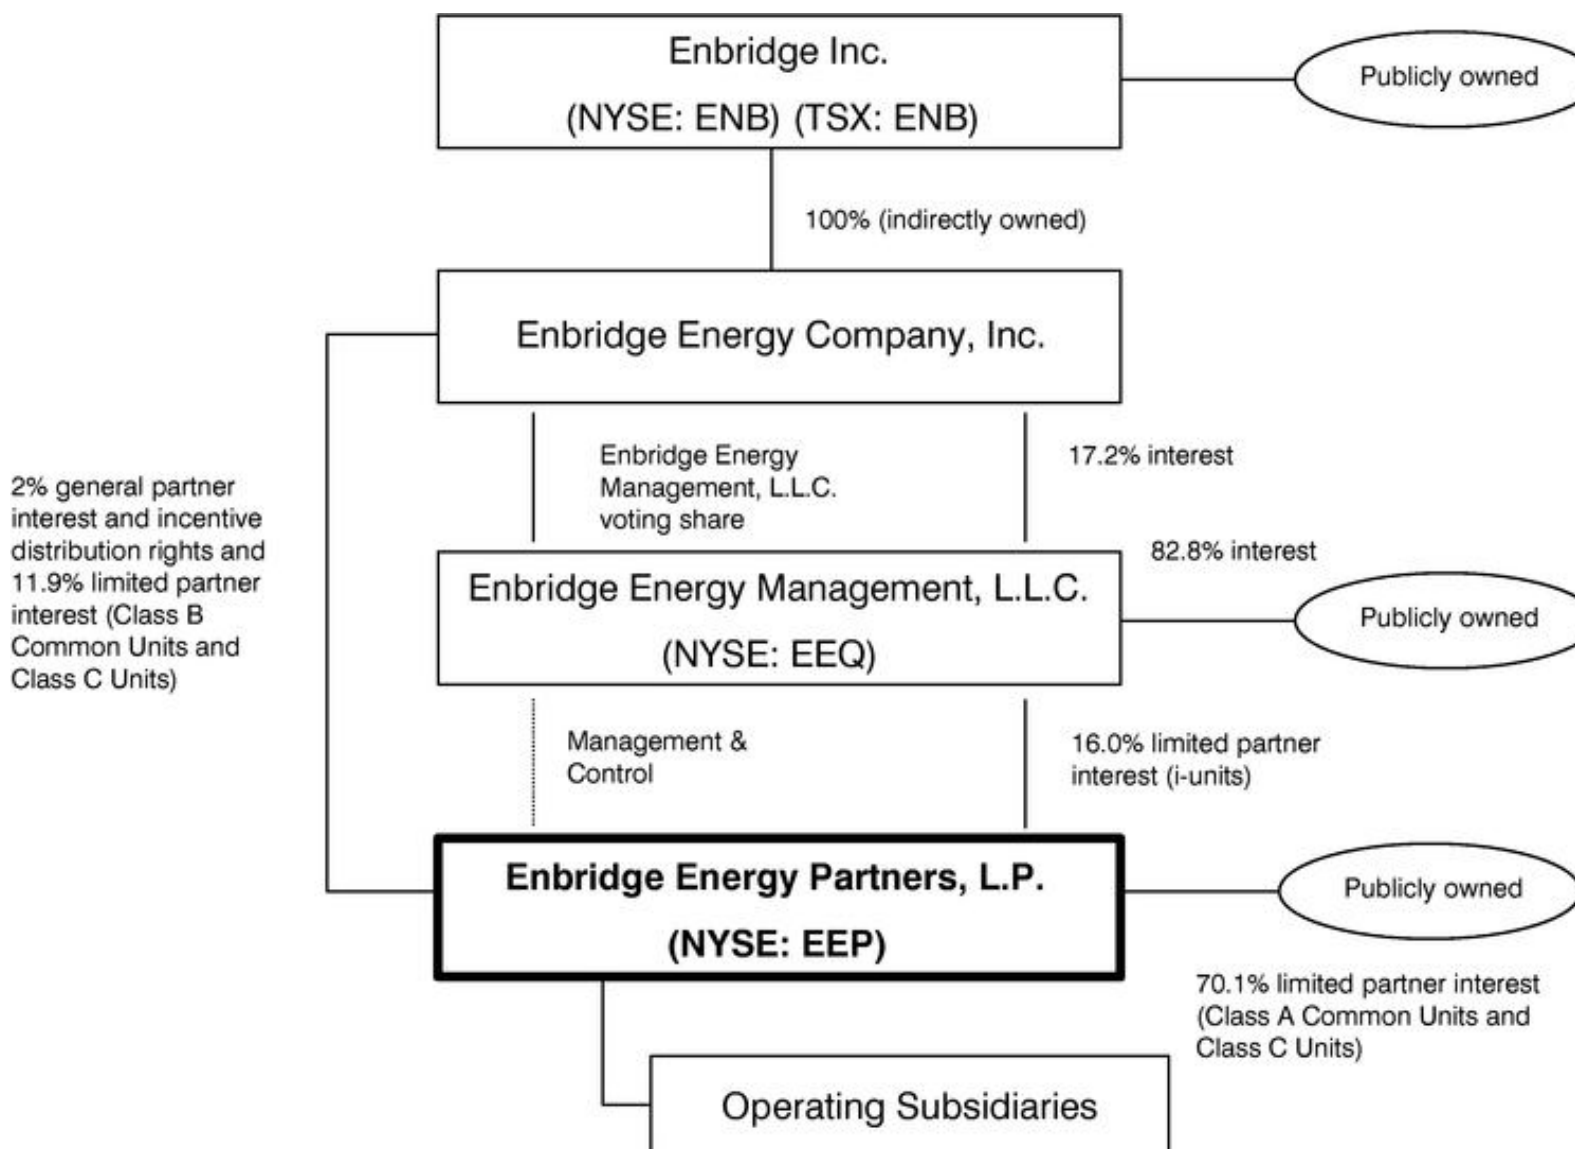 Enbridge Inc.
(NYSE: ENB) (TSX: ENB)
Publicly owned
100% (indirectly owned)
Enbridge Energy Company, Inc.
2% general partner
interest and incentive
distribution rights and
11.9% limited partner
interest (Class B
Common Units and
Class C Units)
Enbridge Energy
Management, L.L.C.
voting share
17.2% interest
82.8% interest
Enbridge Energy Management, L.L.C.
(NYSE: EEQ)
Publicly owned
Management &
Control
16.0% limited partner
interest (i-units)
Enbridge Energy Partners, L.P.
(NYSE: EEP)
Publicly owned
70.1% limited partner interest
(Class A Common Units and
Class C Units)
Operating Subsidiaries